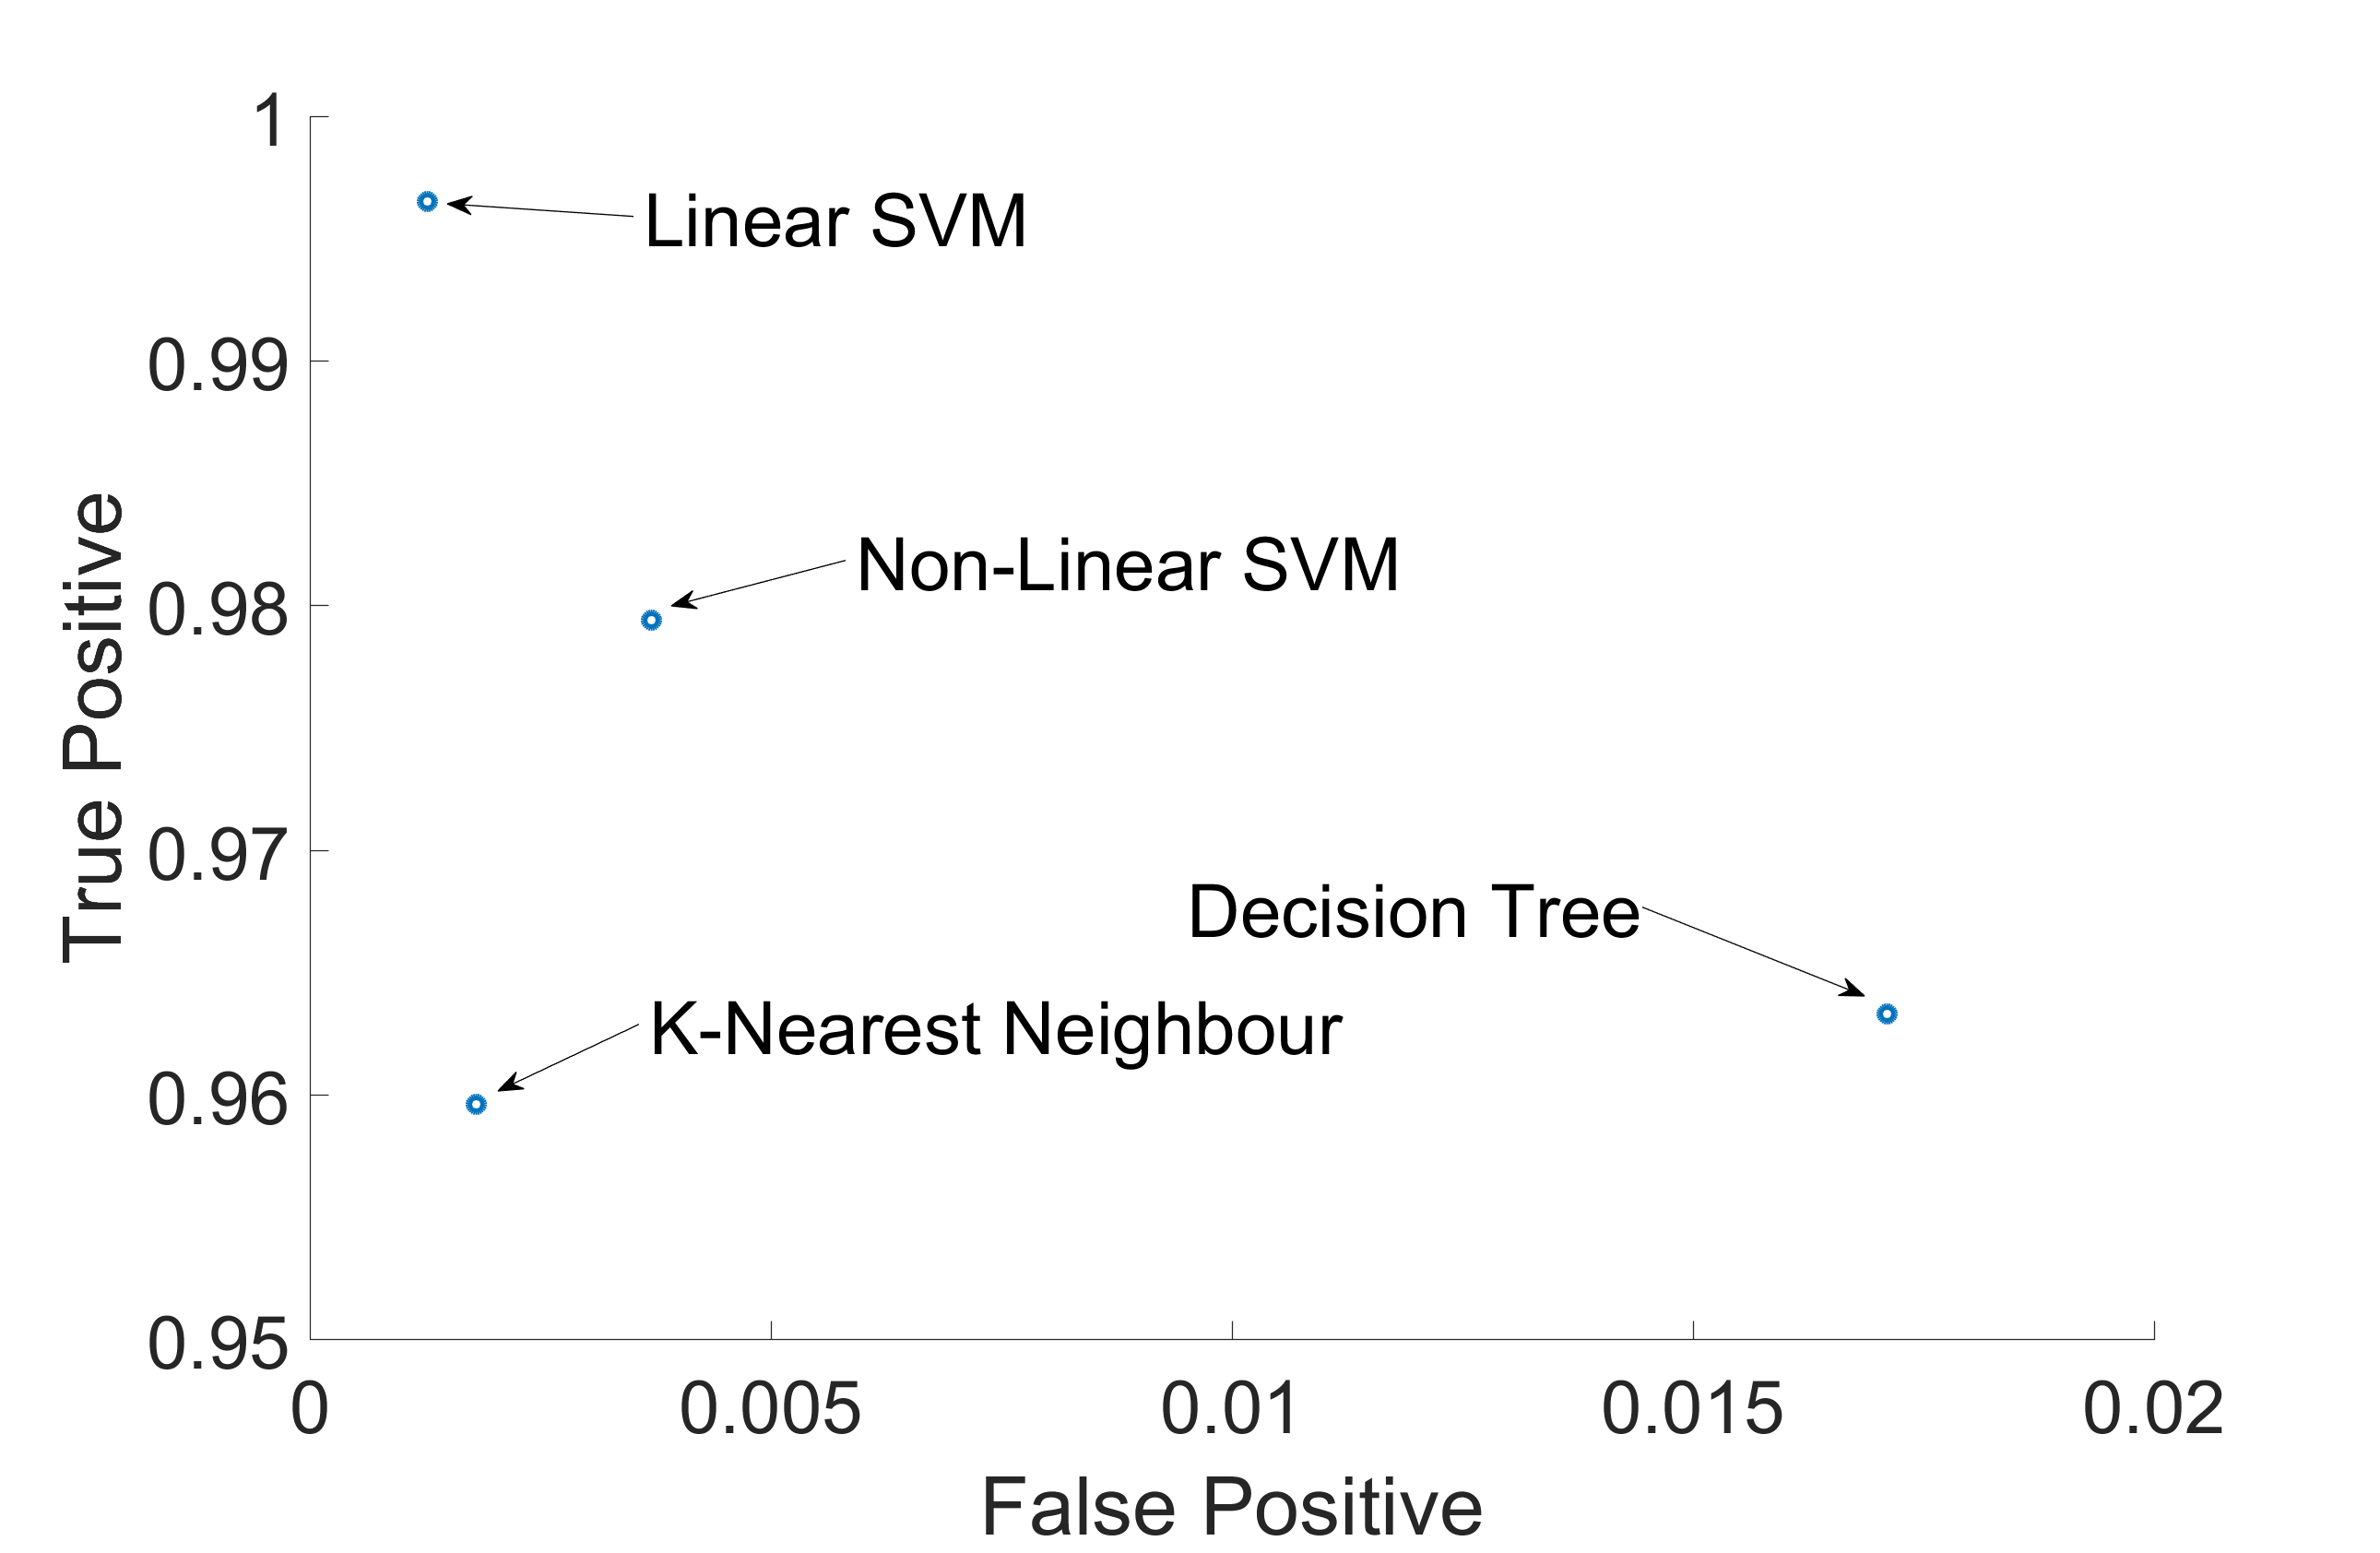 1
Linear SVM
0.99
Non-Linear SVM
0.98
True Positive
0.97
Decision Tree
K-Nearest Neighbour
0.96
0.95
0
0.005
0.01
0.015
0.02
False Positive